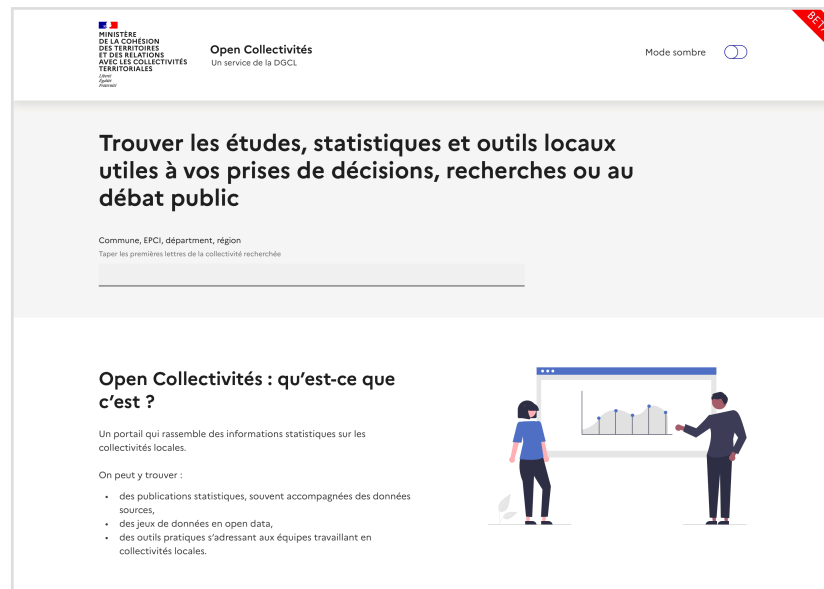 MINISTÈRE
DE LA COHÉSION
DES TERRITOIRES
ET DES RELATIONS
AVEC LES COLLECTIVITÉS
TERRITORIALES
Liberté
Égalité
Fraternité
Open Collectivités
Un service de la DGCL
Mode sombre
BETA
Trouver les études, statistiques et outils locaux
utiles à vos prises de décisions, recherches ou au
débat public
Commune, EPCI, départment, région
Taper les premières lettres de la collectivité recherchée
Open Collectivités : qu'est-ce que
c'est ?
Un portail qui rassemble des informations statistiques sur les
collectivités locales.
On peut y trouver :
• des publications statistiques, souvent accompagnées des données
sources,
• des jeux de données en open data,
• des outils pratiques s'adressant aux équipes travaillant en
collectivités locales.